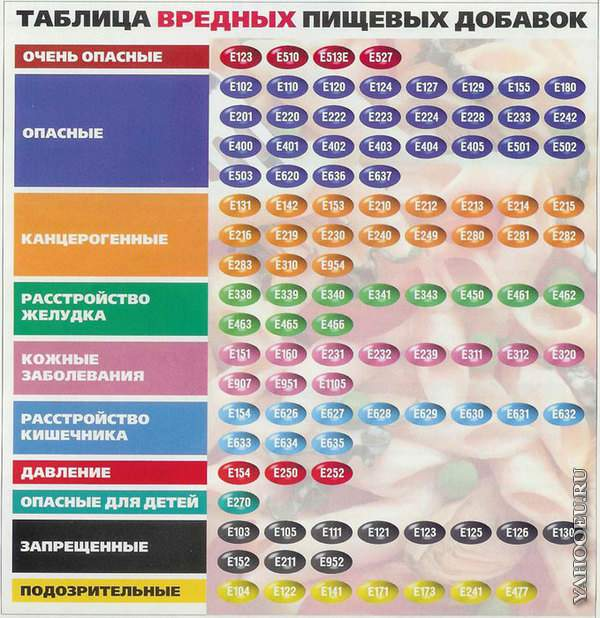 ТАБЛИЦА ВРЕДНЫХ ПИЩЕВЫХ ДОБАВОК
ОЧЕНЬ ОПАСНЫЕ
E123 E510 E513E E527
ОПАСНЫЕ
E102 E110 E120 E124 E127 E129 E155 E180
E201 E220 E222 E223 E224 E228 E233 E242
E400 E401 E402 E403 E404 E405 E501 E502
E503 E620 E636 E637
КАНЦЕРОГЕННЫЕ
E131 E142 E153 E210 E212 E213 E214 E215
E216 E219 E230 E240 E249 E280 E281 E282
E283 E310 E954
РАССТРОЙСТВО
ЖЕЛУДКА
E338 E339 E340 E341 E343 E450 E461 E462
E463 E465 E466
КОЖНЫЕ
ЗАБОЛЕВАНИЯ
E151 E160 E231 E232 E239 E311 E312 E320
E907 E951 E1105
РАССТРОЙСТВО
КИШЕЧНИКА
E154 E626 E627 E628 E629 E630 E631 E632
E633 E634 E635
ДАВЛЕНИЕ
E154 E250 E252
ОПАСНЫЕ ДЛЯ ДЕТЕЙ
E270
ЗАПРЕЩЕННЫЕ
E103 E105 E111 E121 E123 E125 E126 E130
E152 E211 E952
ПОДОЗРИТЕЛЬНЫЕ
E104 E122 E141 E171 E173 E241 E477
YAHOOEU.RU